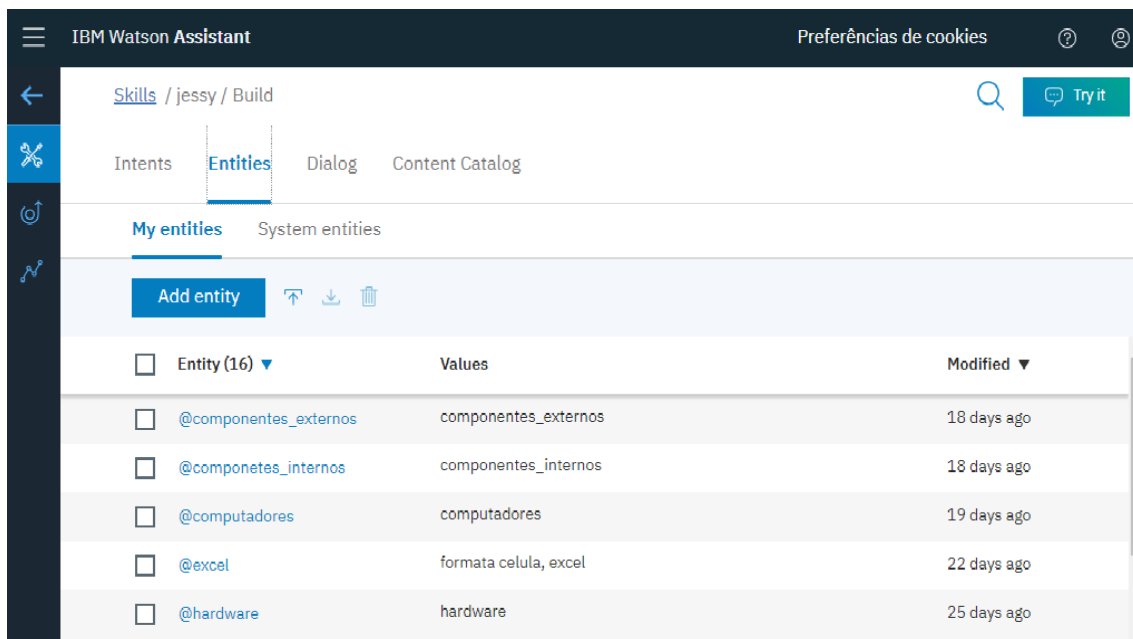 IBM Watson Assistant Preferências de cookies
Skills / jessy / Build Try it
Intents Entities Dialog Content Catalog
My entities System entities
Add entity
Entity (16) Values Modified
@componentes_externos componentes_externos 18 days ago
@componetes_internos componentes_internos 18 days ago
@computadores computadores 19 days ago
@excel formata celula, excel 22 days ago
@hardware hardware 25 days ago